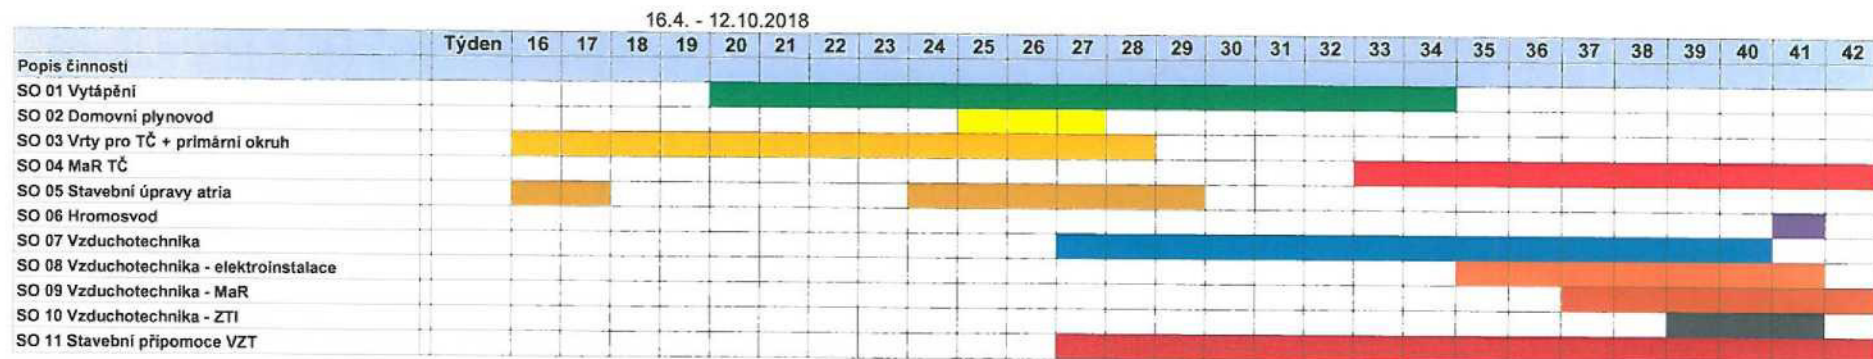 16.4. - 12.10.2018
Týden 16 17 18 19 20 21 22 23 24 25 26 27 28 29 30 31 32 33 34 35 36 37 38 39 40 41 42
Popis činností
SO 01 Vytápění
SO 02 Domovní plynovod
SO 03 Vrty pro TČ + primární okruh
SO 04 MaR TČ
SO 05 Stavební úpravy atria
SO 06 Hromosvod
SO 07 Vzduchotechnika
SO 08 Vzduchotechnika - elektroinstalace
SO 09 Vzduchotechnika - MaR
SO 10 Vzduchotechnika - ZTI
SO 11 Stavební přípomoce VZT